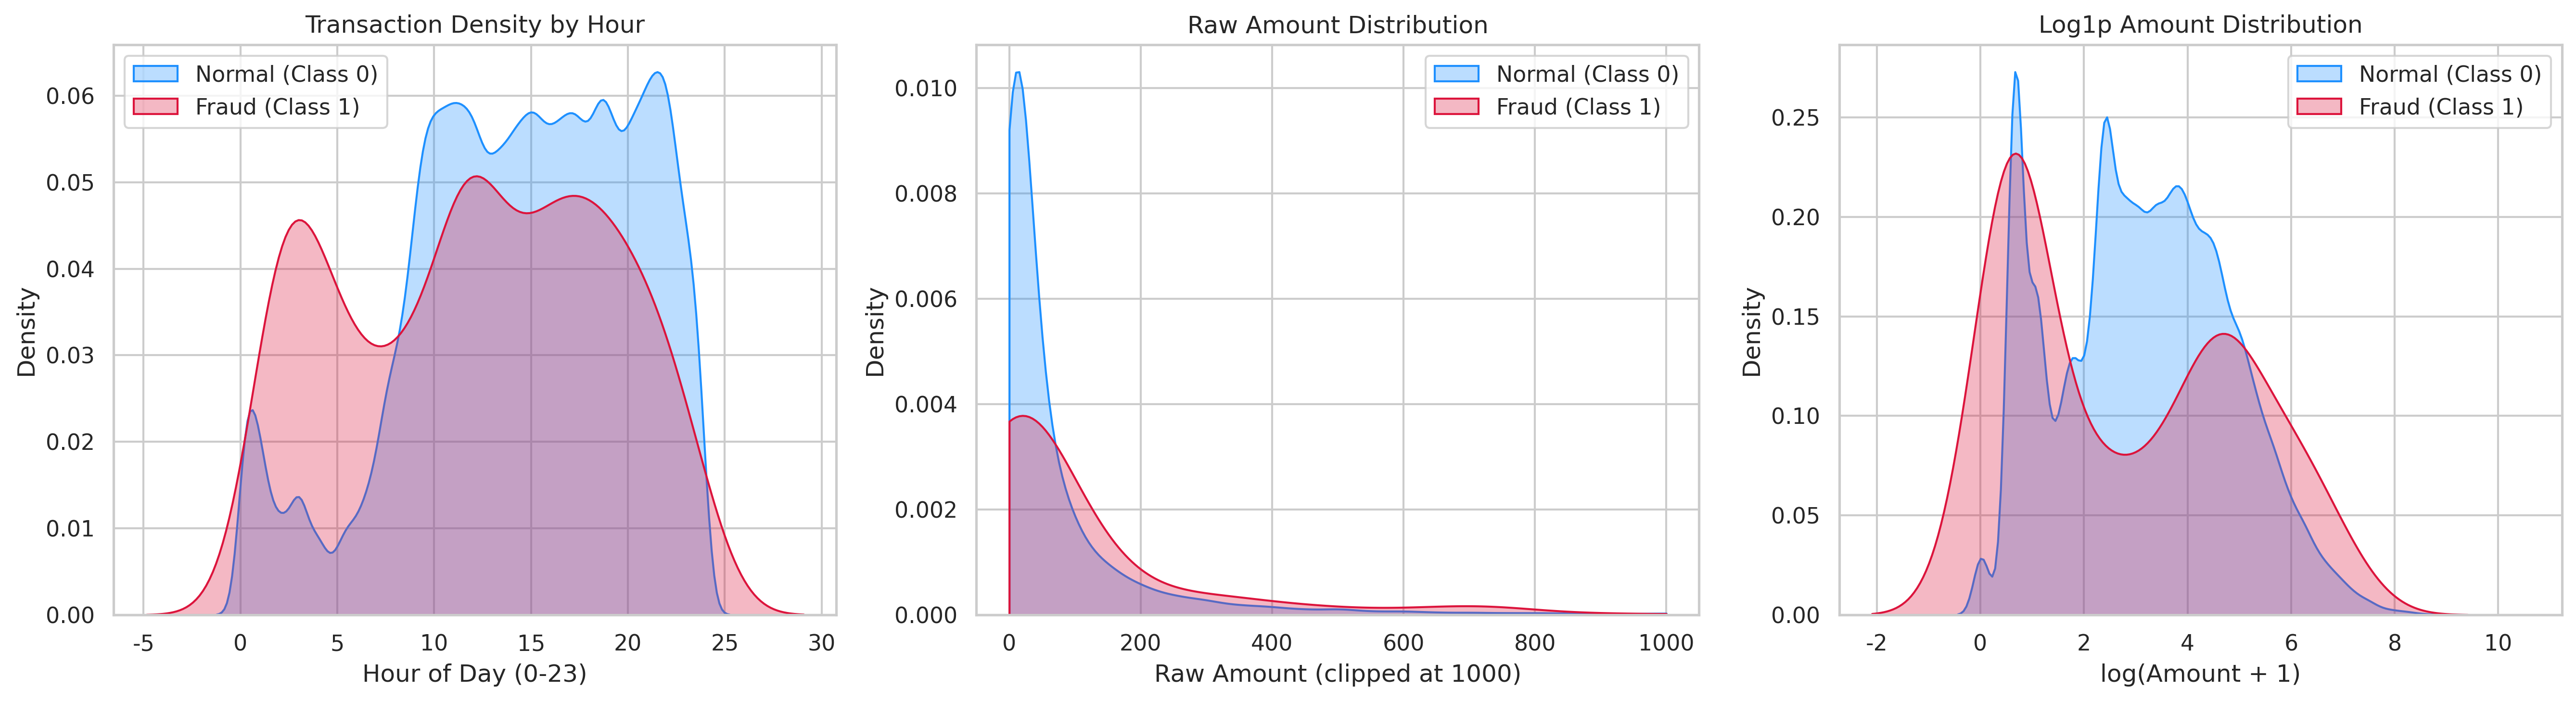 Transaction Density by Hour
Normal (Class 0)
Fraud (Class 1)
0.06
0.05
0.04
0.03
0.02
0.01
0.00
Density
-5
0
5
10
15
20
25
30
Hour of Day (0-23)
Raw Amount Distribution
Normal (Class 0)
Fraud (Class 1)
0.010
0.008
0.006
0.004
0.002
0.000
Density
0
200
400
600
800
1000
Raw Amount (clipped at 1000)
Log1p Amount Distribution
Normal (Class 0)
Fraud (Class 1)
0.25
0.20
0.15
0.10
0.05
0.00
Density
-2
0
2
4
6
8
10
log(Amount + 1)